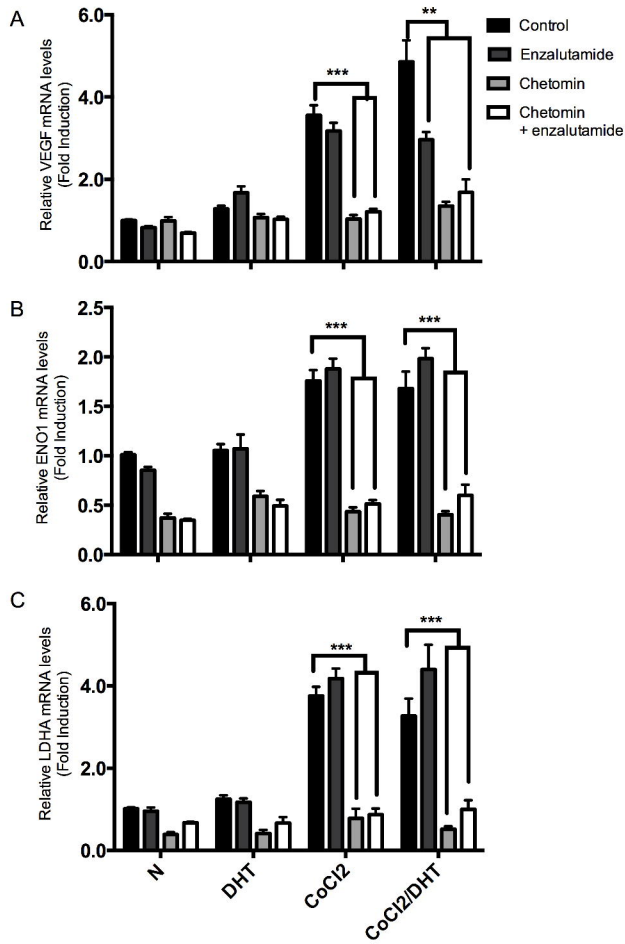 A
Relative VEGF mRNA levels
(Fold Induction)
6.0
4.0
2.0
0.0
***
**
Control
Enzalutamide
Chetomin
Chetomin
+ enzalutamide
B
Relative ENO1 mRNA levels
(Fold Induction)
2.5
2.0
1.5
1.0
0.5
0.0
***
***
C
Relative LDHA mRNA levels
(Fold Induction)
6.0
4.0
2.0
0.0
***
***
N
DHT
CoCl2
CoCl2/DHT